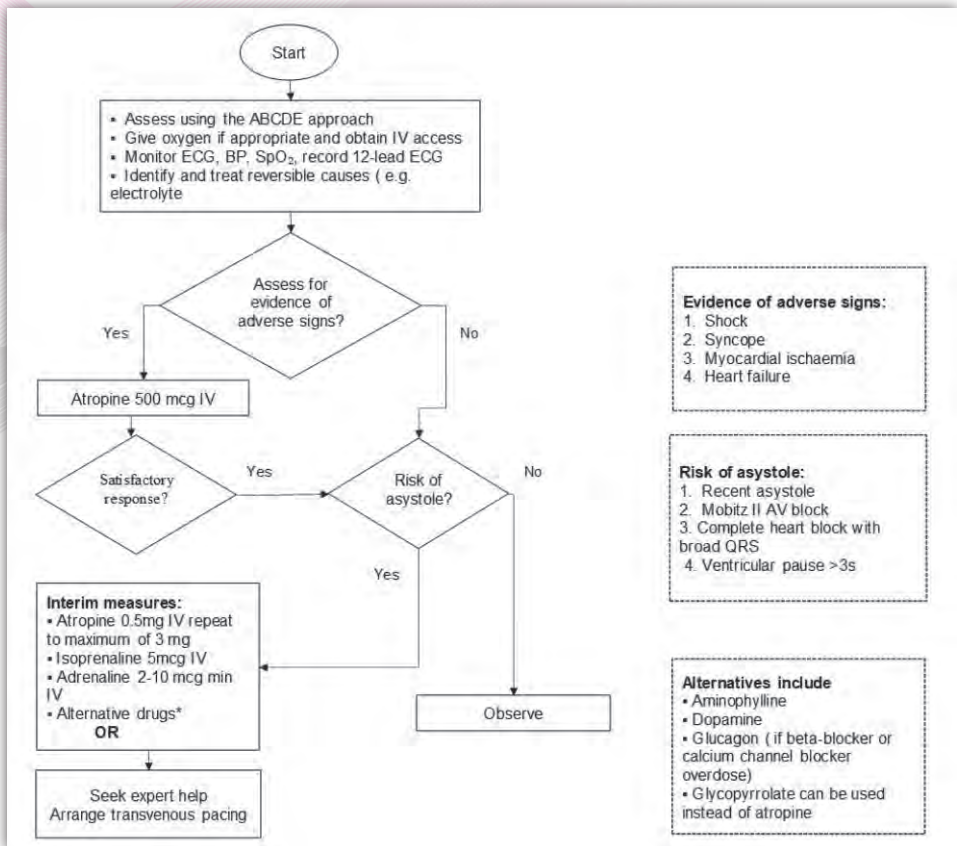 Start
▪ Assess using the ABCDE approach
▪ Give oxygen if appropriate and obtain IV access
▪ Monitor ECG, BP, SpO₂, record 12-lead ECG
▪ Identify and treat reversible causes ( e.g.
electrolyte
Assess for
evidence of
adverse signs?
Yes
No
Atropine 500 mcg IV
Satisfactory
response?
Yes
Risk of
asystole?
No
Yes
Interim measures:
▪ Atropine 0.5mg IV repeat
to maximum of 3 mg
▪ Isoprenaline 5mcg IV
▪ Adrenaline 2-10 mcg min
IV
▪ Alternative drugs*
OR
Observe
Seek expert help
Arrange transvenous pacing
Evidence of adverse signs:
1. Shock
2. Syncope
3. Myocardial ischaemia
4. Heart failure
Risk of asystole:
1. Recent asystole
2. Mobitz II AV block
3. Complete heart block with
broad QRS
4. Ventricular pause >3s
Alternatives include
▪ Aminophylline
▪ Dopamine
▪ Glucagon ( if beta-blocker or
calcium channel blocker
overdose)
▪ Glycopyrrolate can be used
instead of atropine